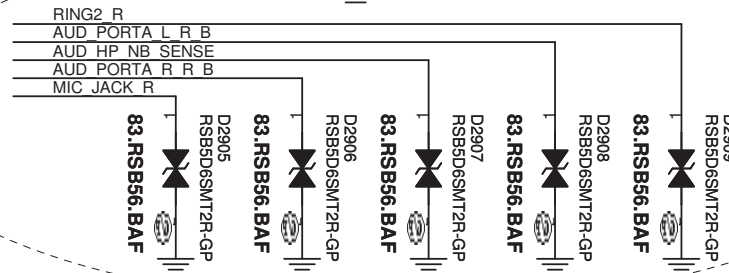 RING2_R
AUD_PORTA_L_R_B
AUD_HP_NB_SENSE
AUD_PORTA_R_R_B
MIC_JACK_R
D2905
RSB5D6SMT2R-GP
83.RSB56.BAF
D2906
RSB5D6SMT2R-GP
83.RSB56.BAF
D2907
RSB5D6SMT2R-GP
83.RSB56.BAF
D2908
RSB5D6SMT2R-GP
83.RSB56.BAF
D2909
RSB5D6SMT2R-GP
83.RSB56.BAF